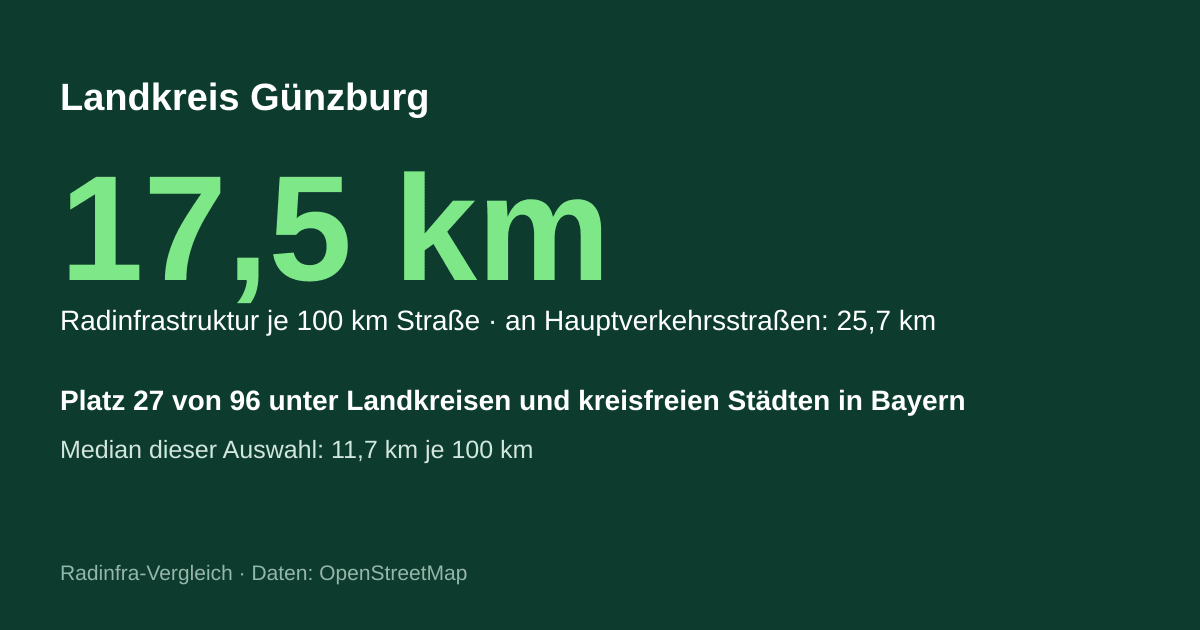 Landkreis Günzburg
17,5 km
Radinfrastruktur je 100 km Straße · an Hauptverkehrsstraßen: 25,7 km
Platz 27 von 96 unter Landkreisen und kreisfreien Städten in Bayern
Median dieser Auswahl: 11,7 km je 100 km
Radinfra-Vergleich · Daten: OpenStreetMap